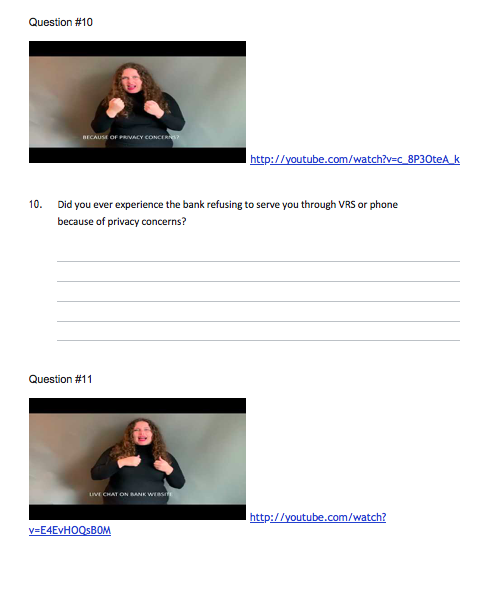 Question #10
BECAUSE OF PRIVACY CONCERNS?
http://youtube.com/watch?v=c_8P3OteA_k
10. Did you ever experience the bank refusing to serve you through VRS or phone
because of privacy concerns?
Question #11
LIVE CHAT ON BANK WEBSITE
http://youtube.com/watch?
v=E4EvHOQsB0M